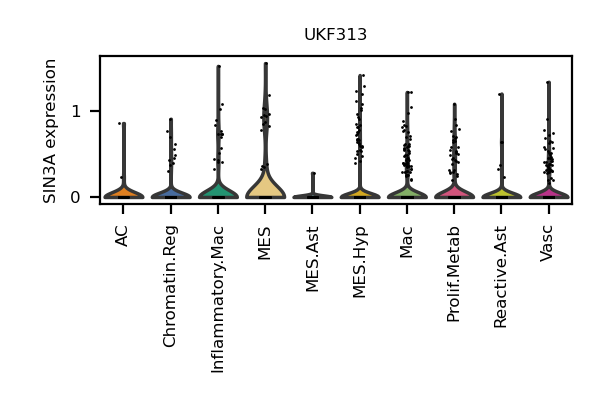 UKF313
SIN3A expression
1
0
AC
Chromatin.Reg
Inflammatory.Mac
MES
MES.Ast
MES.Hyp
Mac
Prolif.Metab
Reactive.Ast
Vasc